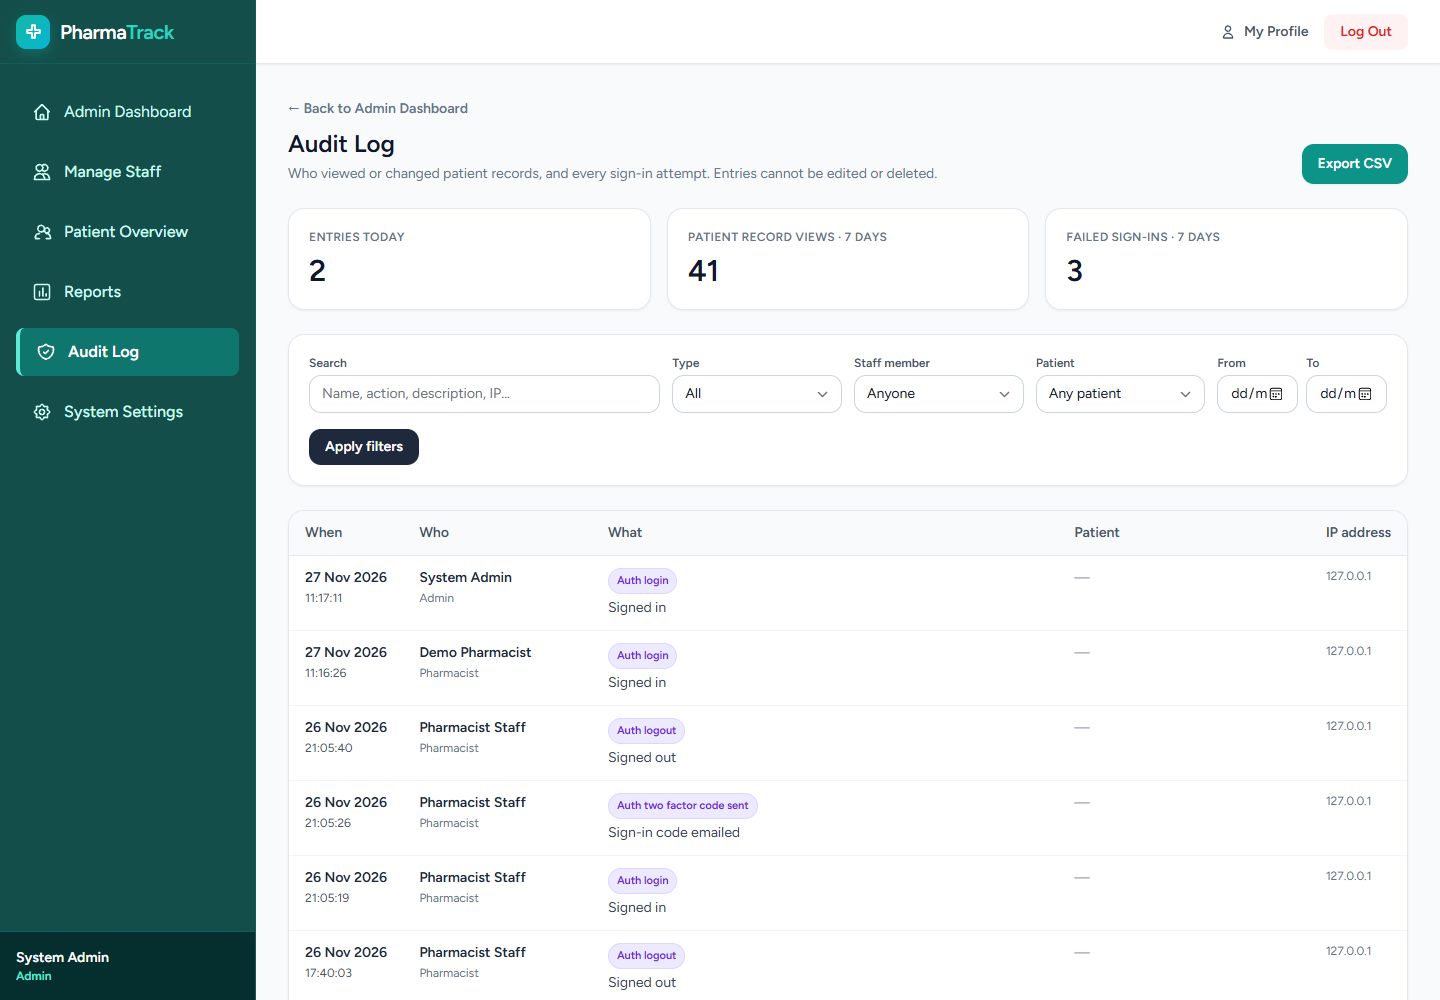 PharmaTrack
My Profile
Log Out
Admin Dashboard
Manage Staff
Patient Overview
Reports
Audit Log
System Settings
System Admin
Admin
← Back to Admin Dashboard
Audit Log
Who viewed or changed patient records, and every sign-in attempt. Entries cannot be edited or deleted.
Export CSV
ENTRIES TODAY
2
PATIENT RECORD VIEWS · 7 DAYS
41
FAILED SIGN-INS · 7 DAYS
3
Search
Name, action, description, IP...
Type
All
Staff member
Anyone
Patient
Any patient
From
dd/m
To
dd/m
Apply filters
When Who What Patient IP address
27 Nov 2026 System Admin Auth login — 127.0.0.1
11:17:11 Admin Signed in
27 Nov 2026 Demo Pharmacist Auth login — 127.0.0.1
11:16:26 Pharmacist Signed in
26 Nov 2026 Pharmacist Staff Auth logout — 127.0.0.1
21:05:40 Pharmacist Signed out
26 Nov 2026 Pharmacist Staff Auth two factor code sent — 127.0.0.1
21:05:26 Pharmacist Sign-in code emailed
26 Nov 2026 Pharmacist Staff Auth login — 127.0.0.1
21:05:19 Pharmacist Signed in
26 Nov 2026 Pharmacist Staff Auth logout — 127.0.0.1
17:40:03 Pharmacist Signed out